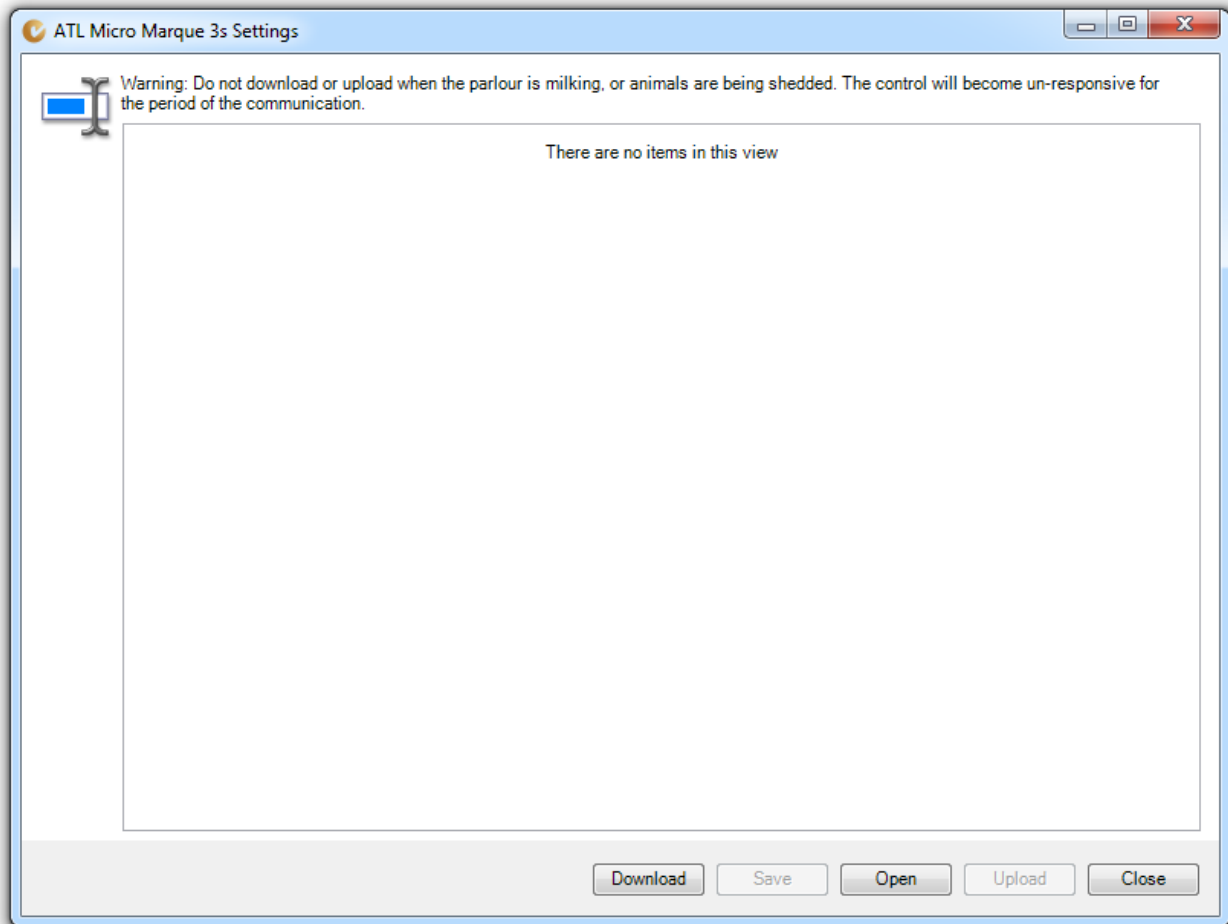 ATL Micro Marque 3s Settings
Warning: Do not download or upload when the parlour is milking, or animals are being shedded. The control will become un-responsive for
the period of the communication.
There are no items in this view
Download Save Open Upload Close